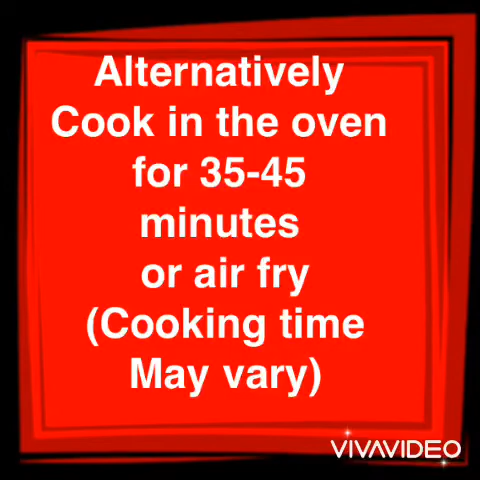 Alternatively
Cook in the oven
for 35-45
minutes
or air fry
(Cooking time
May vary)
VIVAVIDEO